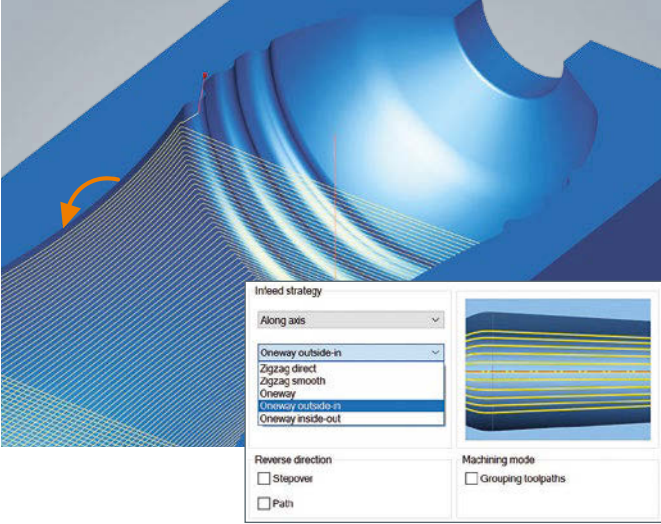 Infeed strategy
Along axis
Oneway outside-in
Zigzag direct
Zigzag smooth
Oneway
Oneway outside-in
Oneway inside-out
Reverse direction
Stepover
Path
Machining mode
Grouping toolpaths